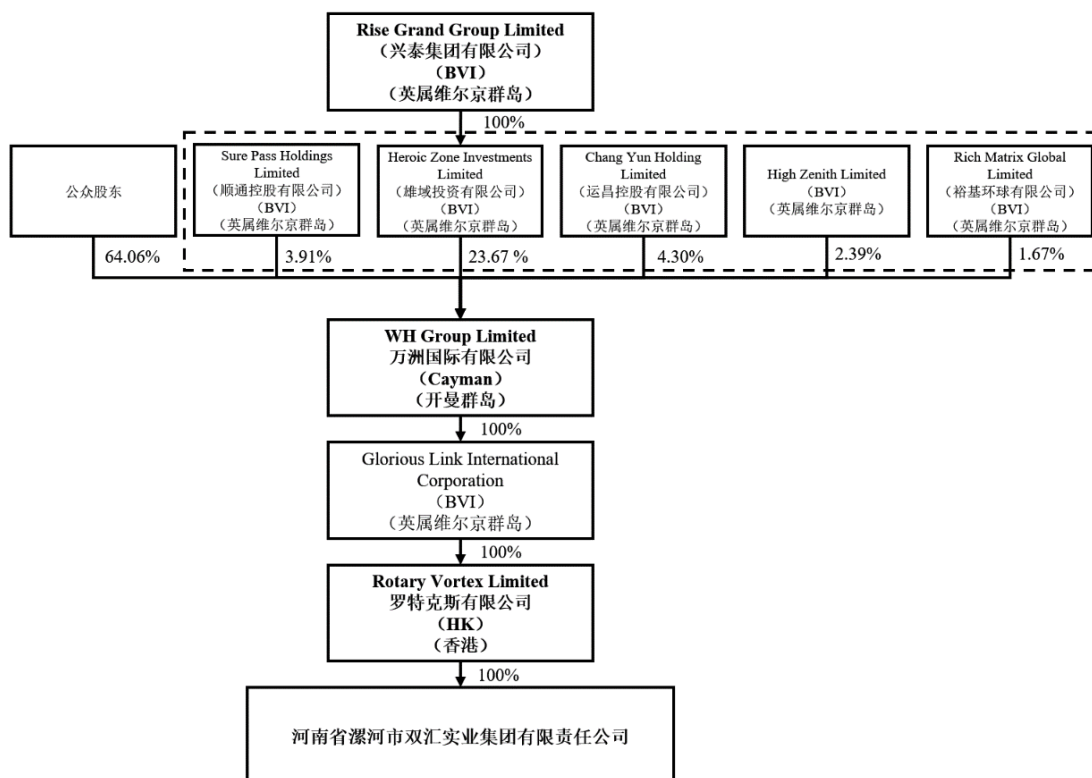 Rise Grand Group Limited
（兴泰集团有限公司）
（BVI）
（英属维尔京群岛）
100%
公众股东
Sure Pass Holdings
Limited
（顺通控股有限公司）
（BVI）
（英属维尔京群岛）
Heroic Zone Investments
Limited
（雄域投资有限公司）
（BVI）
（英属维尔京群岛）
Chang Yun Holding
Limited
（运昌控股有限公司）
（BVI）
（英属维尔京群岛）
High Zenith Limited
（BVI）
（英属维尔京群岛）
Rich Matrix Global
Limited
（裕基环球有限公司）
（BVI）
（英属维尔京群岛）
64.06%
3.91%
23.67 %
4.30%
2.39%
1.67%
WH Group Limited
万洲国际有限公司
（Cayman）
（开曼群岛）
100%
Glorious Link International
Corporation
（BVI）
（英属维尔京群岛）
100%
Rotary Vortex Limited
罗特克斯有限公司
（HK）
（香港）
100%
河南省漯河市双汇实业集团有限责任公司